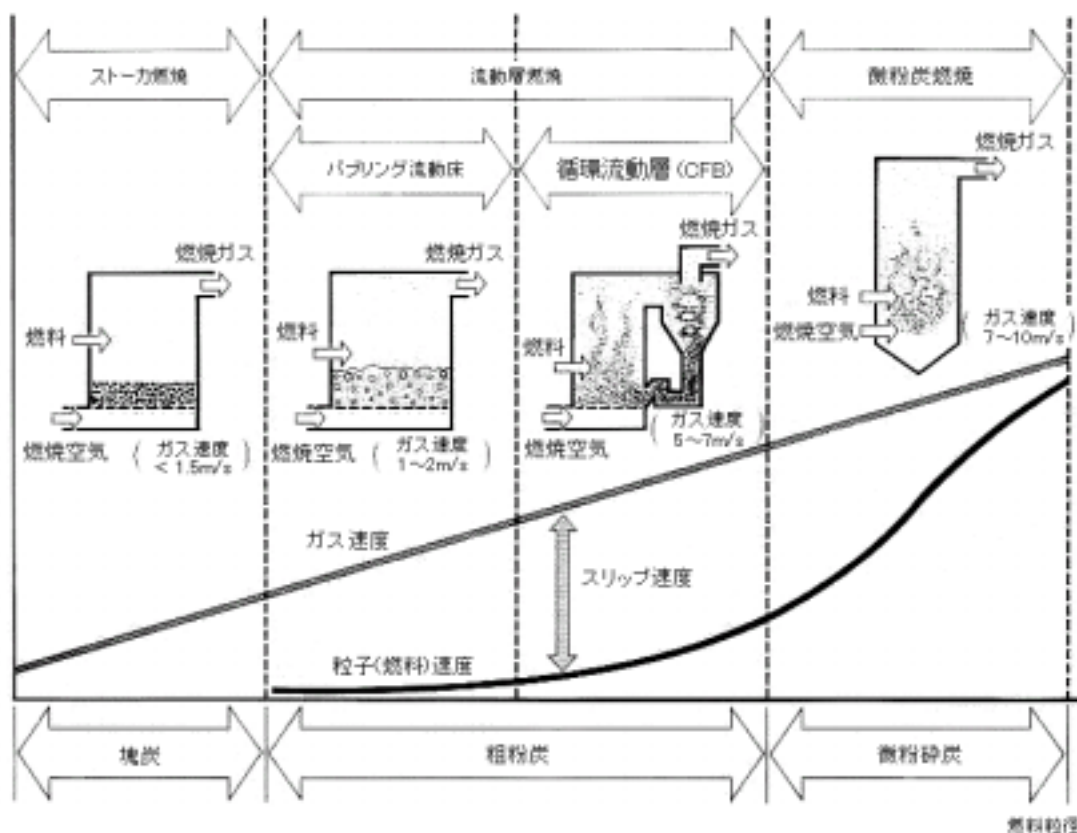 ストーカ燃焼
流動層燃焼
微粉炭燃焼
バブリング流動床
循環流動層(CFB)
燃焼ガス
燃料
燃焼空気
(ガス速度
<1.5m/s)
燃焼ガス
燃料
燃焼空気
(ガス速度
1～2m/s)
燃焼ガス
燃料
燃焼空気
(ガス速度
5～7m/s)
燃焼ガス
燃料
燃焼空気
(ガス速度
7～10m/s)
ガス速度
スリップ速度
粒子(燃料)速度
塊炭
粗粉炭
微粉砕炭
燃料粒径